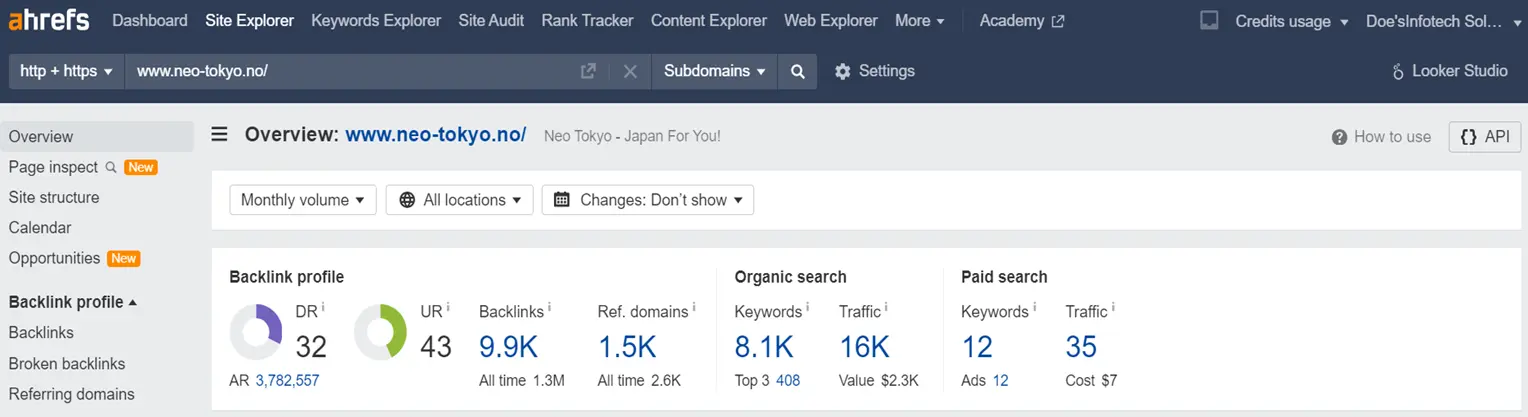 ahrefs Dashboard Site Explorer Keywords Explorer Site Audit Rank Tracker Content Explorer Web Explorer More Academy Credits usage Doe'sInfotech Sol...
http + https www.neo-tokyo.no/ Subdomains Settings Looker Studio
Overview
Page inspect New
Site structure
Calendar
Opportunities New
Backlink profile
Backlinks
Broken backlinks
Referring domains
Overview: www.neo-tokyo.no/ Neo Tokyo - Japan For You! How to use {} API
Monthly volume All locations Changes: Don't show
Backlink profile
DR i UR i Backlinks i Ref. domains i
32 43 9.9K 1.5K
AR 3,782,557 All time 1.3M All time 2.6K
Organic search
Keywords i Traffic i
8.1K 16K
Top 3 408 Value $2.3K
Paid search
Keywords i Traffic i
12 35
Ads 12 Cost $7